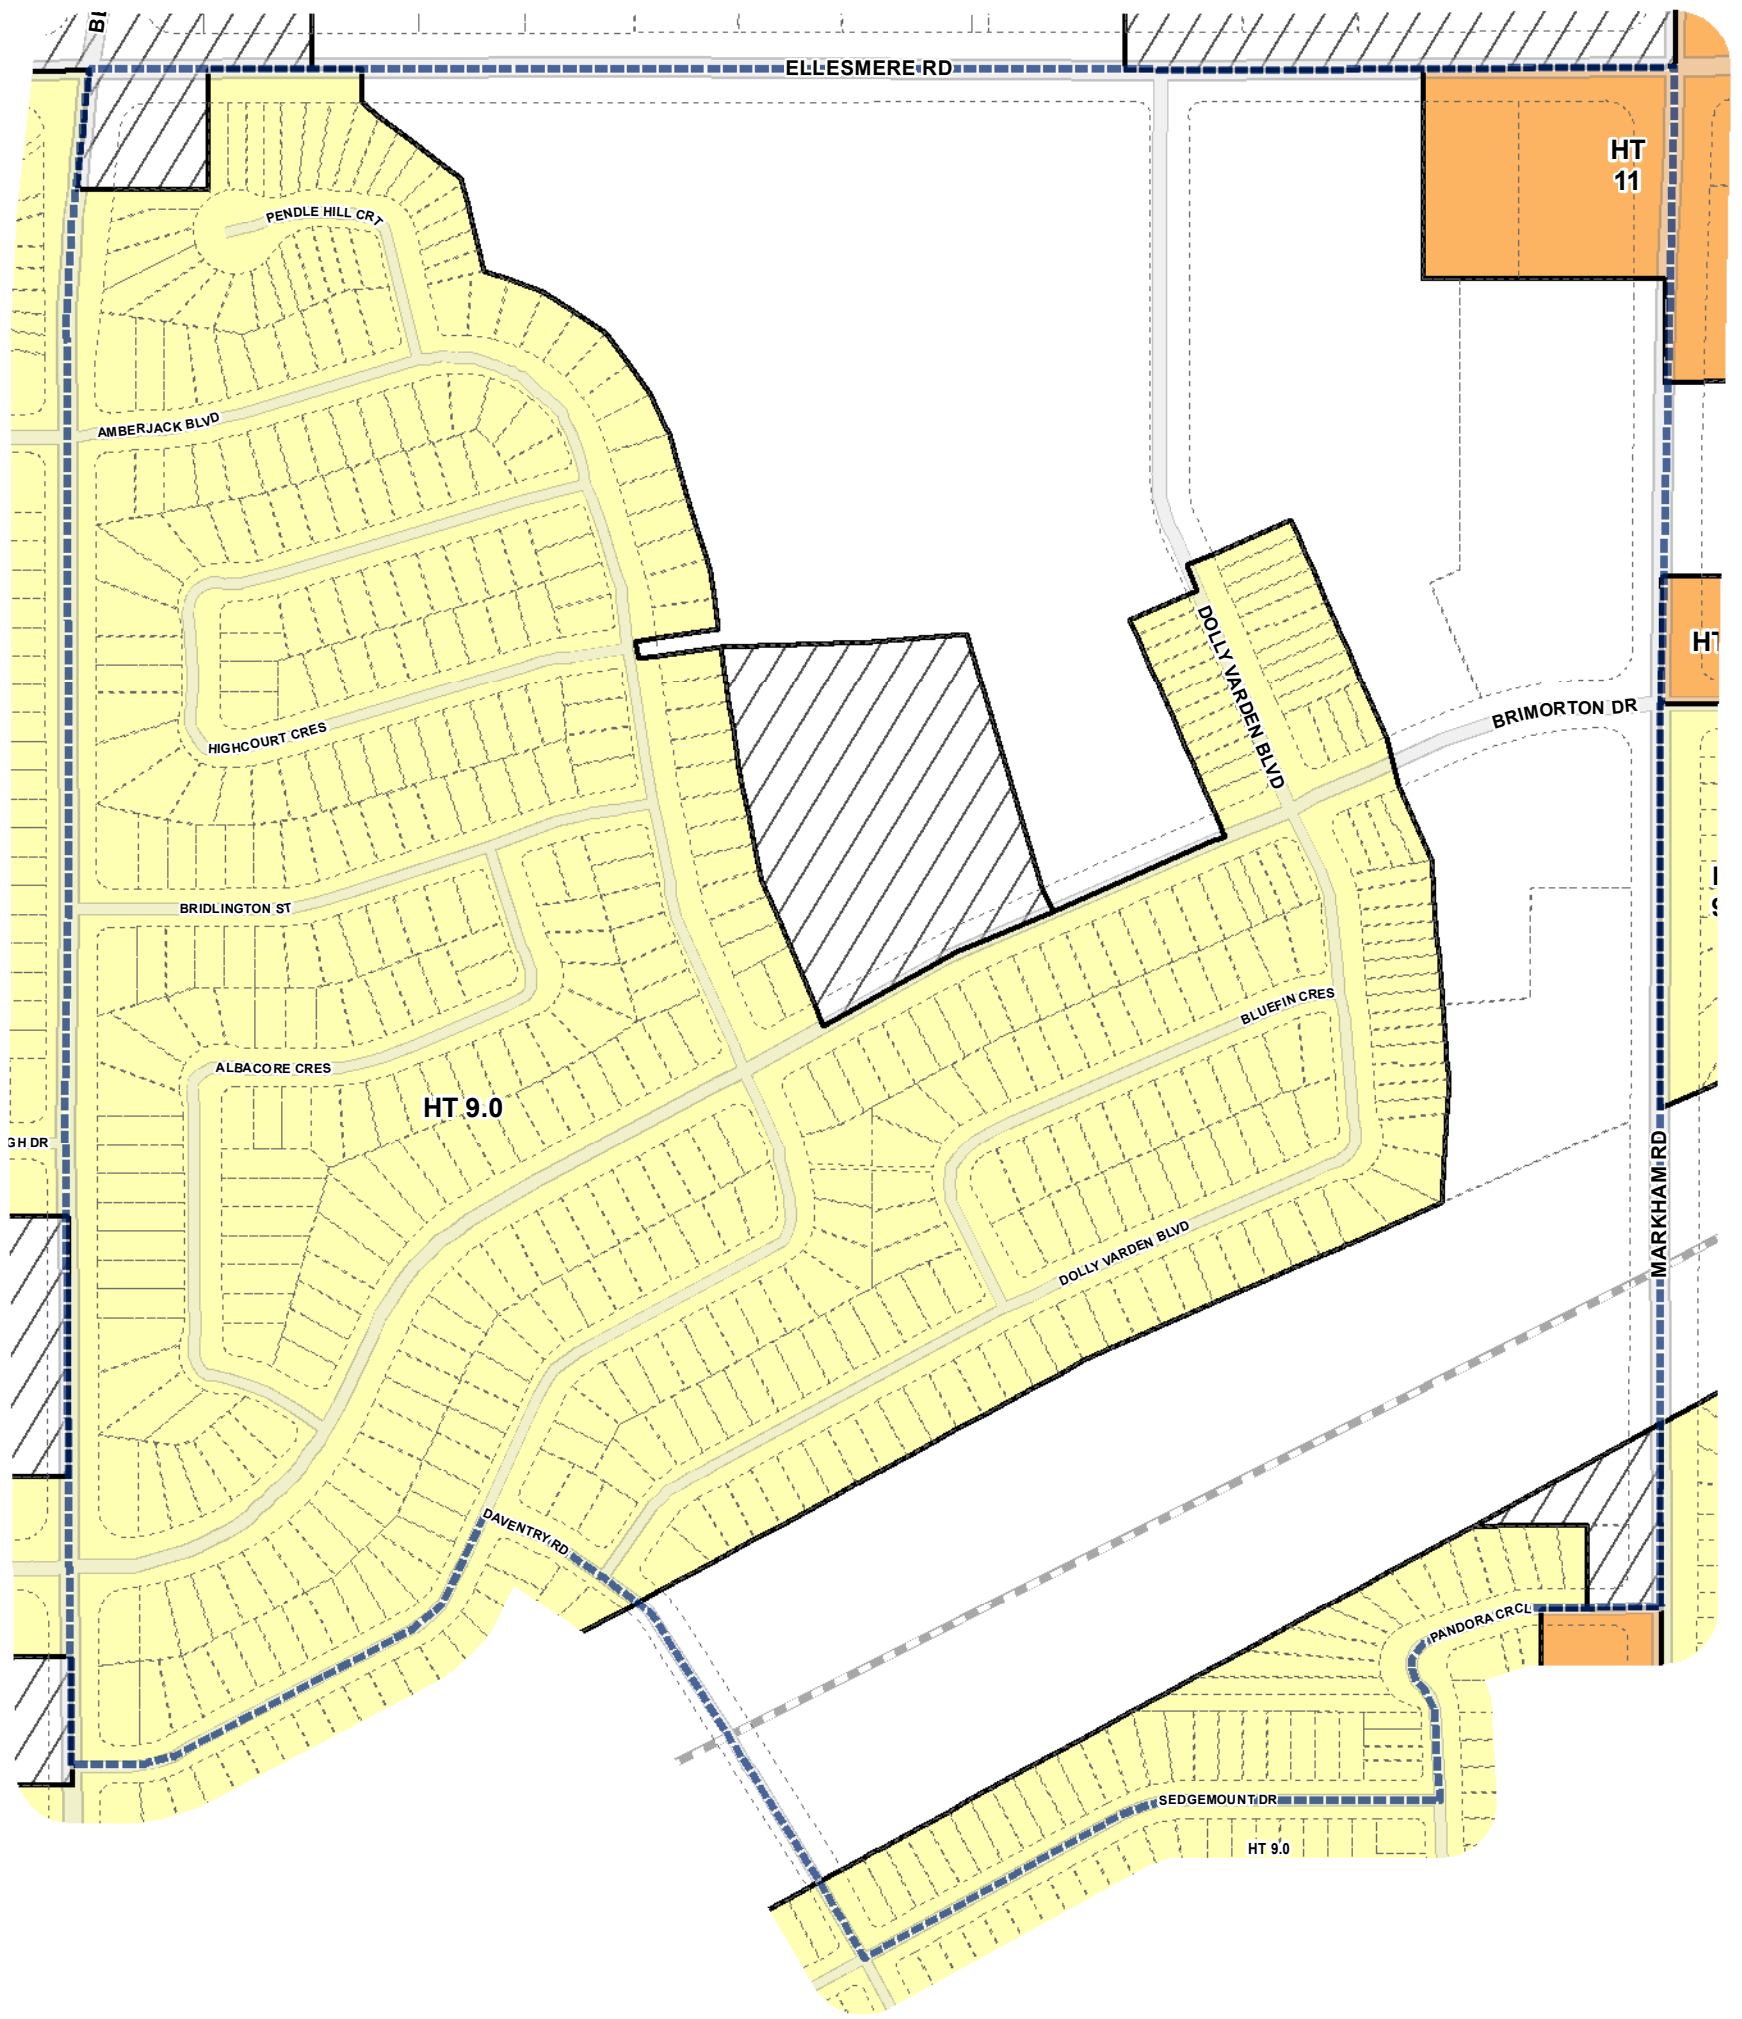 ELLESMERE RD
HT
11
PENDLE HILL CRT
AMBERJACK BLVD
DOLLY VARDEN BLVD
HT
BRIMORTON DR
HIGHCOURT CRES
BRIDLINGTON ST
BLUEFIN CRES
ALBACORE CRES
HT 9.0
GH DR
MARKHAM RD
DOLLY VARDEN BLVD
DAVENTRY RD
PANDORA CRCL
SEDGEMOUNT DR
HT 9.0